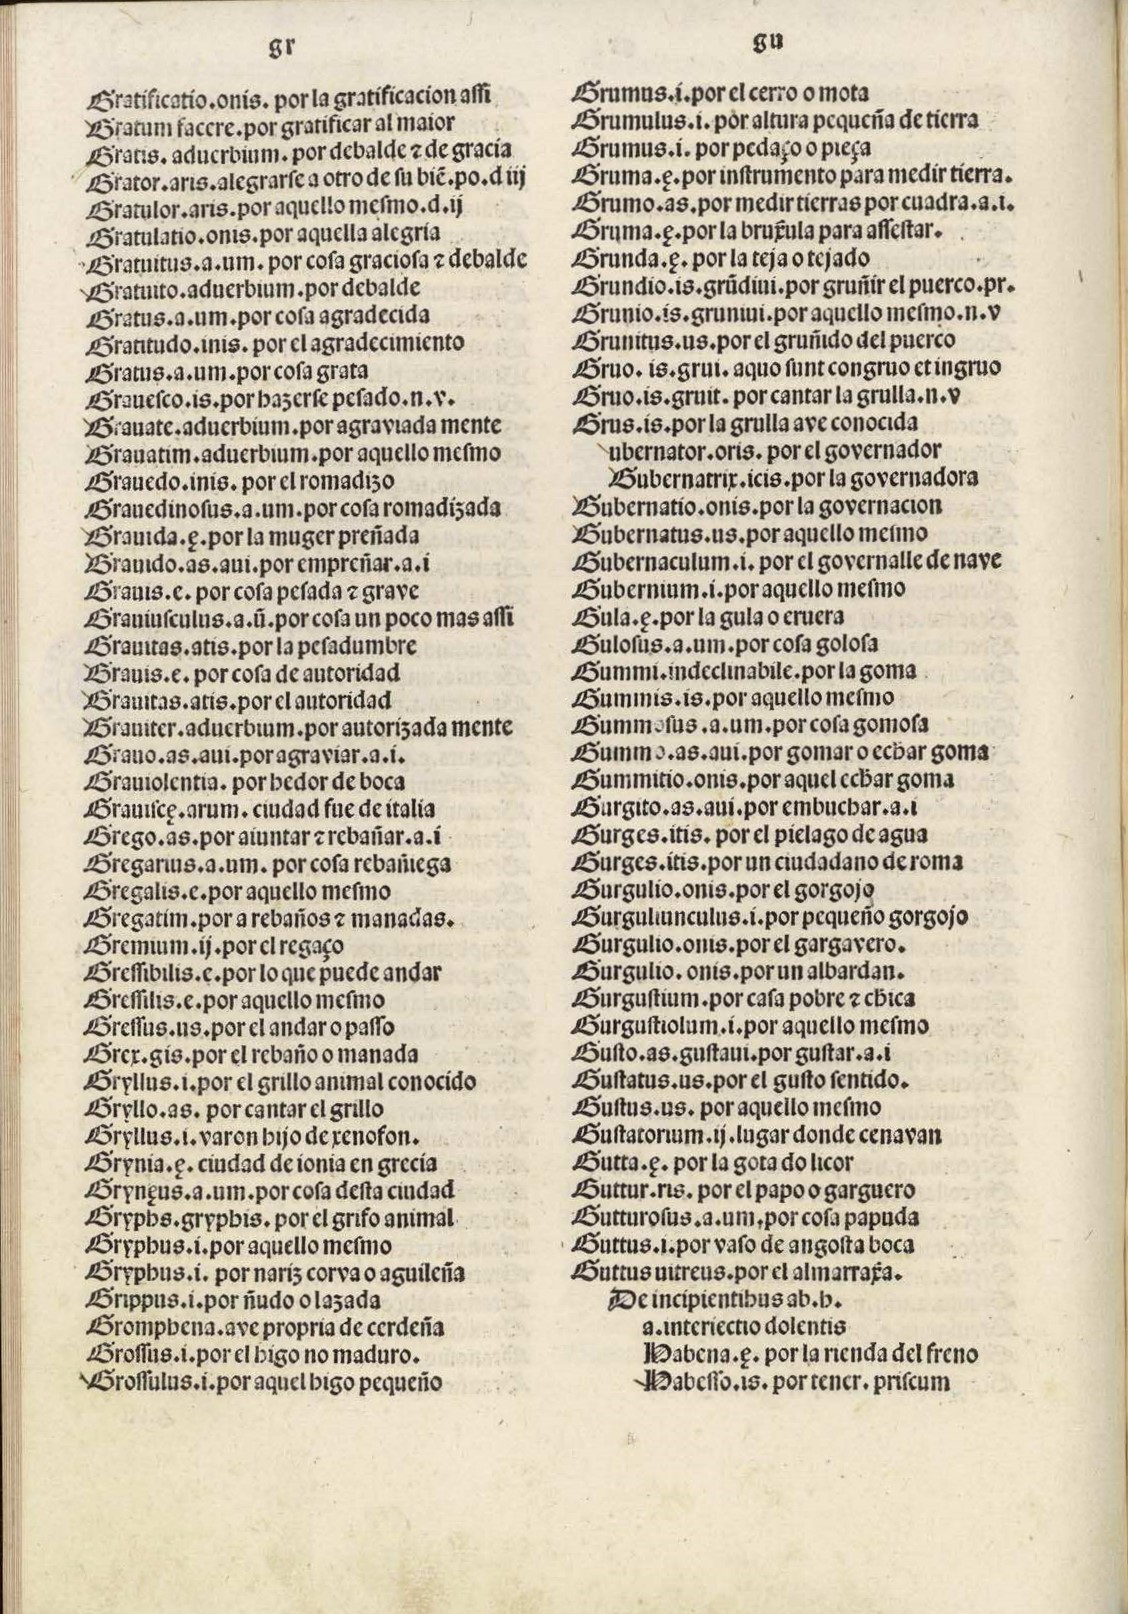 gr
Gratificatio.onis. por la gratificacion assi
Gratum facere.por gratificar al maior
Gratis. aduerbium. por debalde ⁊ de gracia
Grator.aris.alegrarse a otro de su biē.po.d iij
Gratulor.aris.por aquello mesmo.d.ij
Gratulatio.onis.por aquella alegria
Gratuitus.a.um. por cosa graciosa ⁊ debalde
Gratuito.aduerbium.por debalde
Gratus.a.um.por cosa agradecida
Gratitudo.inis. por el agradecimiento
Gratus.a.um.por cosa grata
Grauesco.is.por hazerse pesado.n.v.
Grauate.aduerbium.por agraviada mente
Grauatim.aduerbium.por aquello mesmo
Grauedo.inis. por el romadizo
Grauedinosus.a.um.por cosa romadizada
Grauida.ę.por la muger preñada
Grauido.as.aui.por empreñar.a.i
Grauis.e. por cosa pesada ⁊ grave
Grauiusculus.a.ū.por cosa un poco mas assi
Grauitas.atis.por la pesadumbre
Grauis.e. por cosa de autoridad
Grauitas.atis.por el autoridad
Grauiter.aduerbium.por autorizada mente
Grauo.as.aui.por agraviar.a.i.
Grauiolentia. por hedor de boca
Grauiscę.arum. ciudad fue de italia
Grego.as.por aiuntar ⁊ rebañar.a.i
Gregarius.a.um. por cosa rebañiega
Gregalis.e.por aquello mesmo
Gregatim.por a rebaños ⁊ manadas.
Gremium.ij.por el regaço
Gressibilis.e.por lo que puede andar
Gressilis.e.por aquello mesmo
Gressus.us.por el andar o passo
Grex.gis.por el rebaño o manada
Gryllus.i.por el grillo animal conocido
Gryllo.as. por cantar el grillo
Gryllus.i.varon hijo de xenofon.
Grynia.ę. ciudad de ionia en grecia
Grynęus.a.um.por cosa desta ciudad
Gryphs.gryphis. por el grifo animal
Gryphus.i.por aquello mesmo
Gryphus.i. por nariz corva o aguileña
Grippus.i.por ñudo o lazada
Gromphena.ave propria de cerdeña
Grossus.i.por el higo no maduro.
Grossulus.i.por aquel higo pequeño
gu
Grumus.i.por el cerro o mota
Grumulus.i. por altura pequeña de tierra
Grumus.i. por pedaço o pieça
Gruma.ę.por instrumento para medir tierra.
Grumo.as.por medir tierras por cuadra.a.i.
Gruma.ę.por la bruxula para assestar.
Grunda.ę. por la teja o tejado
Grundio.is.grūdiui.por gruñir el puerco.pr.
Grunio.is.gruniui.por aquello mesmo.n.v
Grunitus.us.por el gruñido del puerco
Gruo. is.grui. aquo sunt congruo et ingruo
Gruo.is.gruit. por cantar la grulla.n.v
Grus.is.por la grulla ave conocida
ubernator.oris. por el governador
Gubernatrix.icis.por la governadora
Gubernatio.onis.por la governacion
Gubernatus.us.por aquello mesmo
Gubernaculum.i. por el governalle de nave
Gubernium.i.por aquello mesmo
Gula.ę.por la gula o eruera
Gulosus.a.um.por cosa golosa
Gummi.indeclinabile.por la goma
Gummis.is.por aquello mesmo
Gummosus.a.um.por cosa gomosa
Gummo.as.aui.por gomar o echar goma
Gummitio.onis.por aquel echar goma
Gurgito.as.aui.por embuchar.a.i
Gurges.itis. por el pielago de agua
Gurges.itis.por un ciudadano de roma
Gurgulio.onis.por el gorgojo
Gurguliunculus.i.por pequeño gorgojo
Gurgulio.onis.por el gargavero.
Gurgulio. onis.por un albardan.
Gurgustium.por casa pobre ⁊ chica
Gurgustiolum.i.por aquello mesmo
Gusto.as.gustaui.por gustar.a.i
Gustatus.us.por el gusto sentido.
Gustus.us. por aquello mesmo
Gustatorium.ij.lugar donde cenavan
Gutta.ę. por la gota do licor
Guttur.ris. por el papo o garguero
Gutturosus.a.um.por cosa papuda
Guttus.i.por vaso de angosta boca
Guttus uitreus.por el almarraxa.
De incipientibus ab.h.
a.interiectio dolentis
Habena.ę. por la rienda del freno
Habesso.is. por tener. priscum